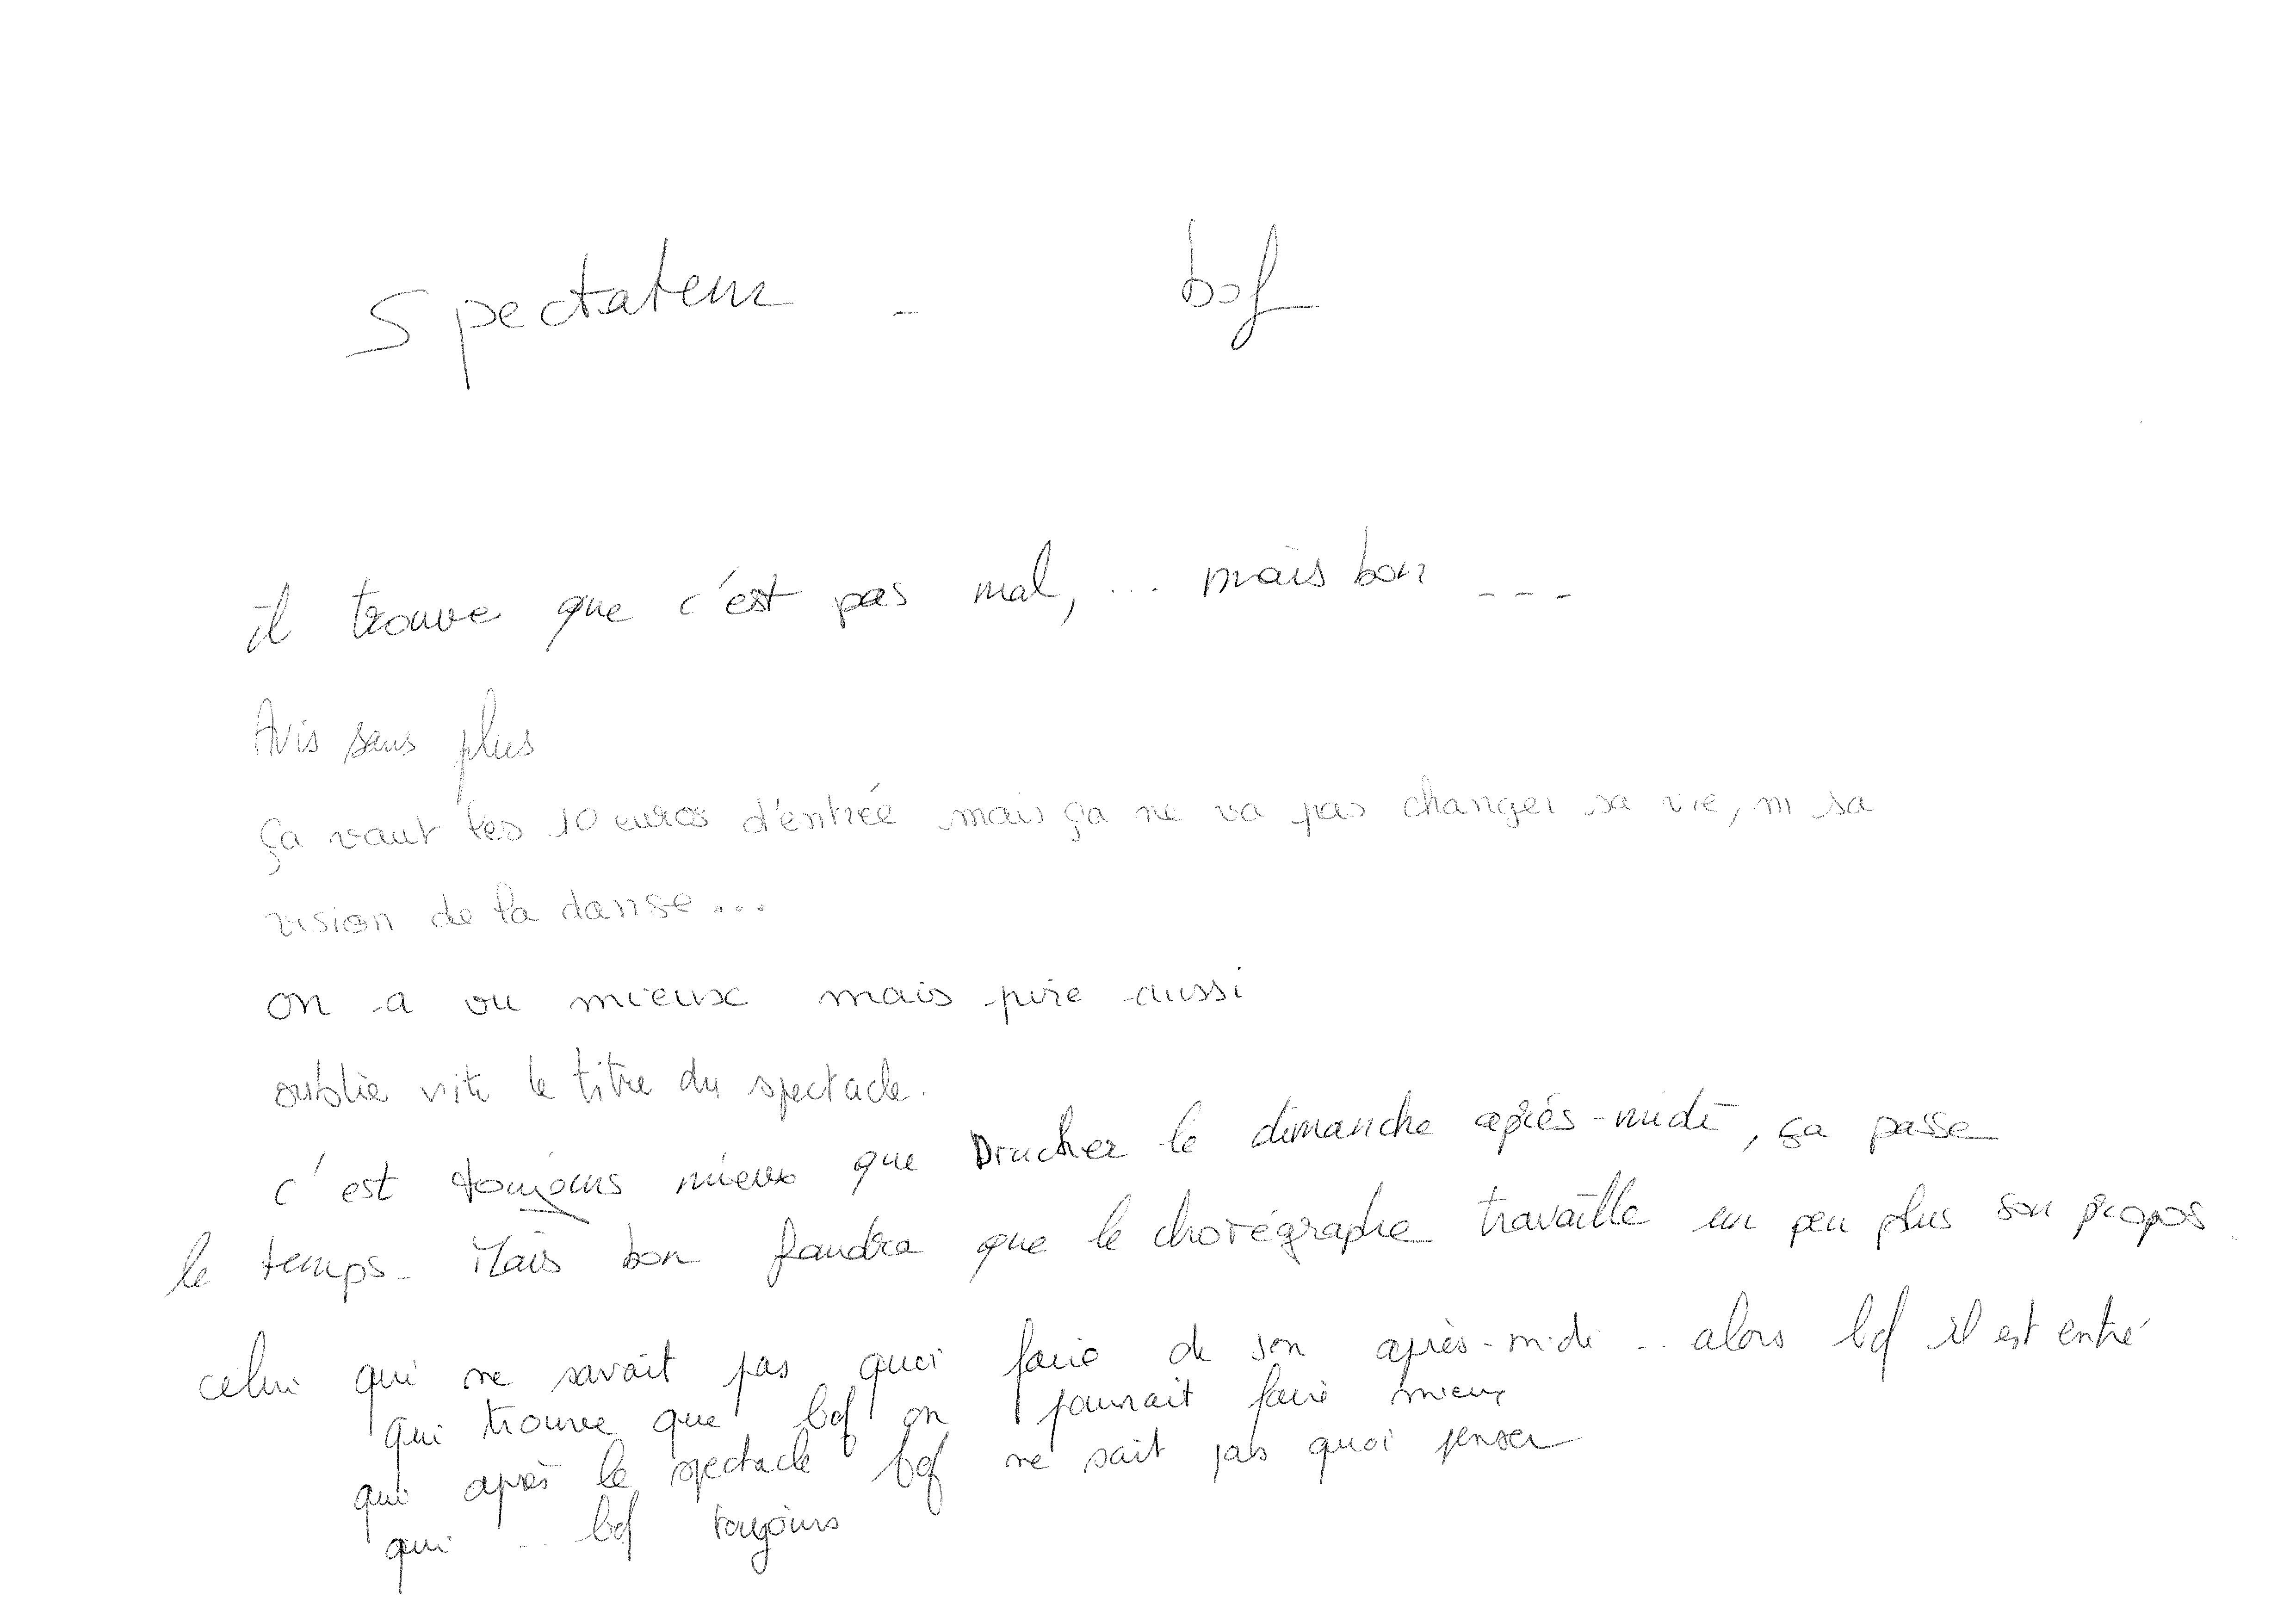 Spectateur - bof
il trouve que c'est pas mal, ... mais bon ---
Avis sans plus
Ça vaut les 10 euros d'entrée mais ça ne va pas changer sa vie, ni sa
vision de la danse...
on a vu mieux mais pire aussi
oublie vite le titre du spectacle.
c'est toujours mieux que Drucker le dimanche après-midi, ça passe
le temps. Mais bon faudra que le chorégraphe travaille un peu plus son propos.
celui qui ne savait pas quoi faire de son après-midi .. alors bof il est entré
qui trouve que bof on pourrait faire mieux
qui après le spectacle bof ne sait pas quoi penser
qui .. bof toujours